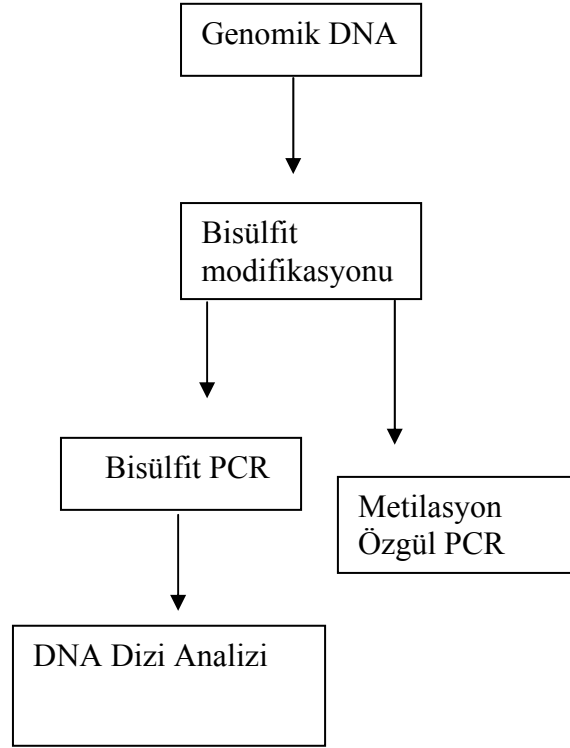 Genomik DNA
Bisülfit
modifikasyonu
Bisülfit PCR
Metilasyon
Özgül PCR
DNA Dizi Analizi